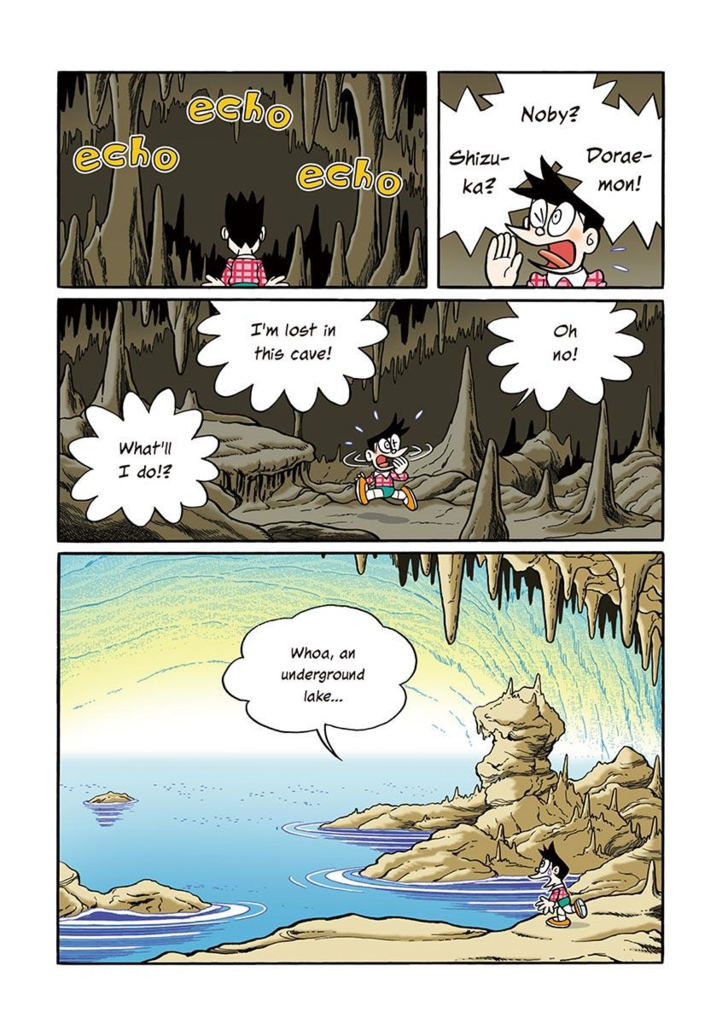 echo
echo
echo
Noby?
Shizu-
ka?
Dorae-
mon!
I'm lost in
this cave!
Oh
no!
What'll
I do!?
Whoa, an
underground
lake...